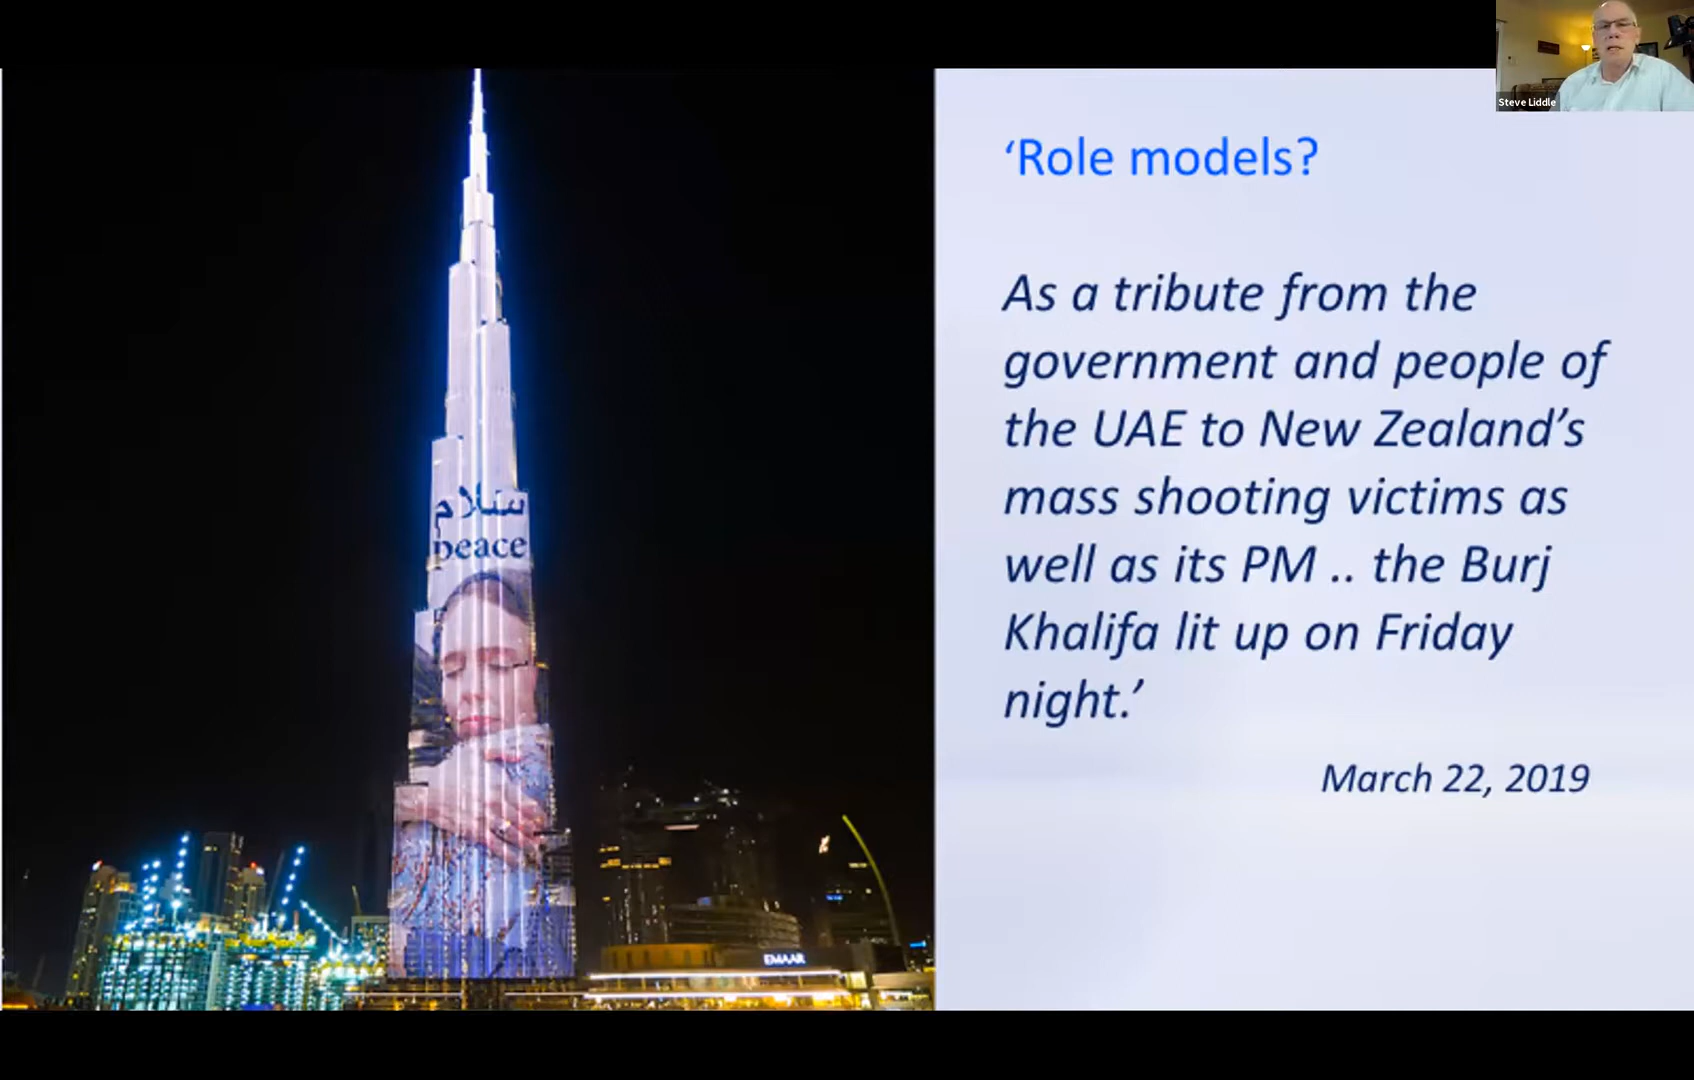 Steve Liddle
‘Role models?
As a tribute from the
government and people of
the UAE to New Zealand’s
mass shooting victims as
well as its PM .. the Burj
Khalifa lit up on Friday
night.’
March 22, 2019
سلام
peace
EMAAR